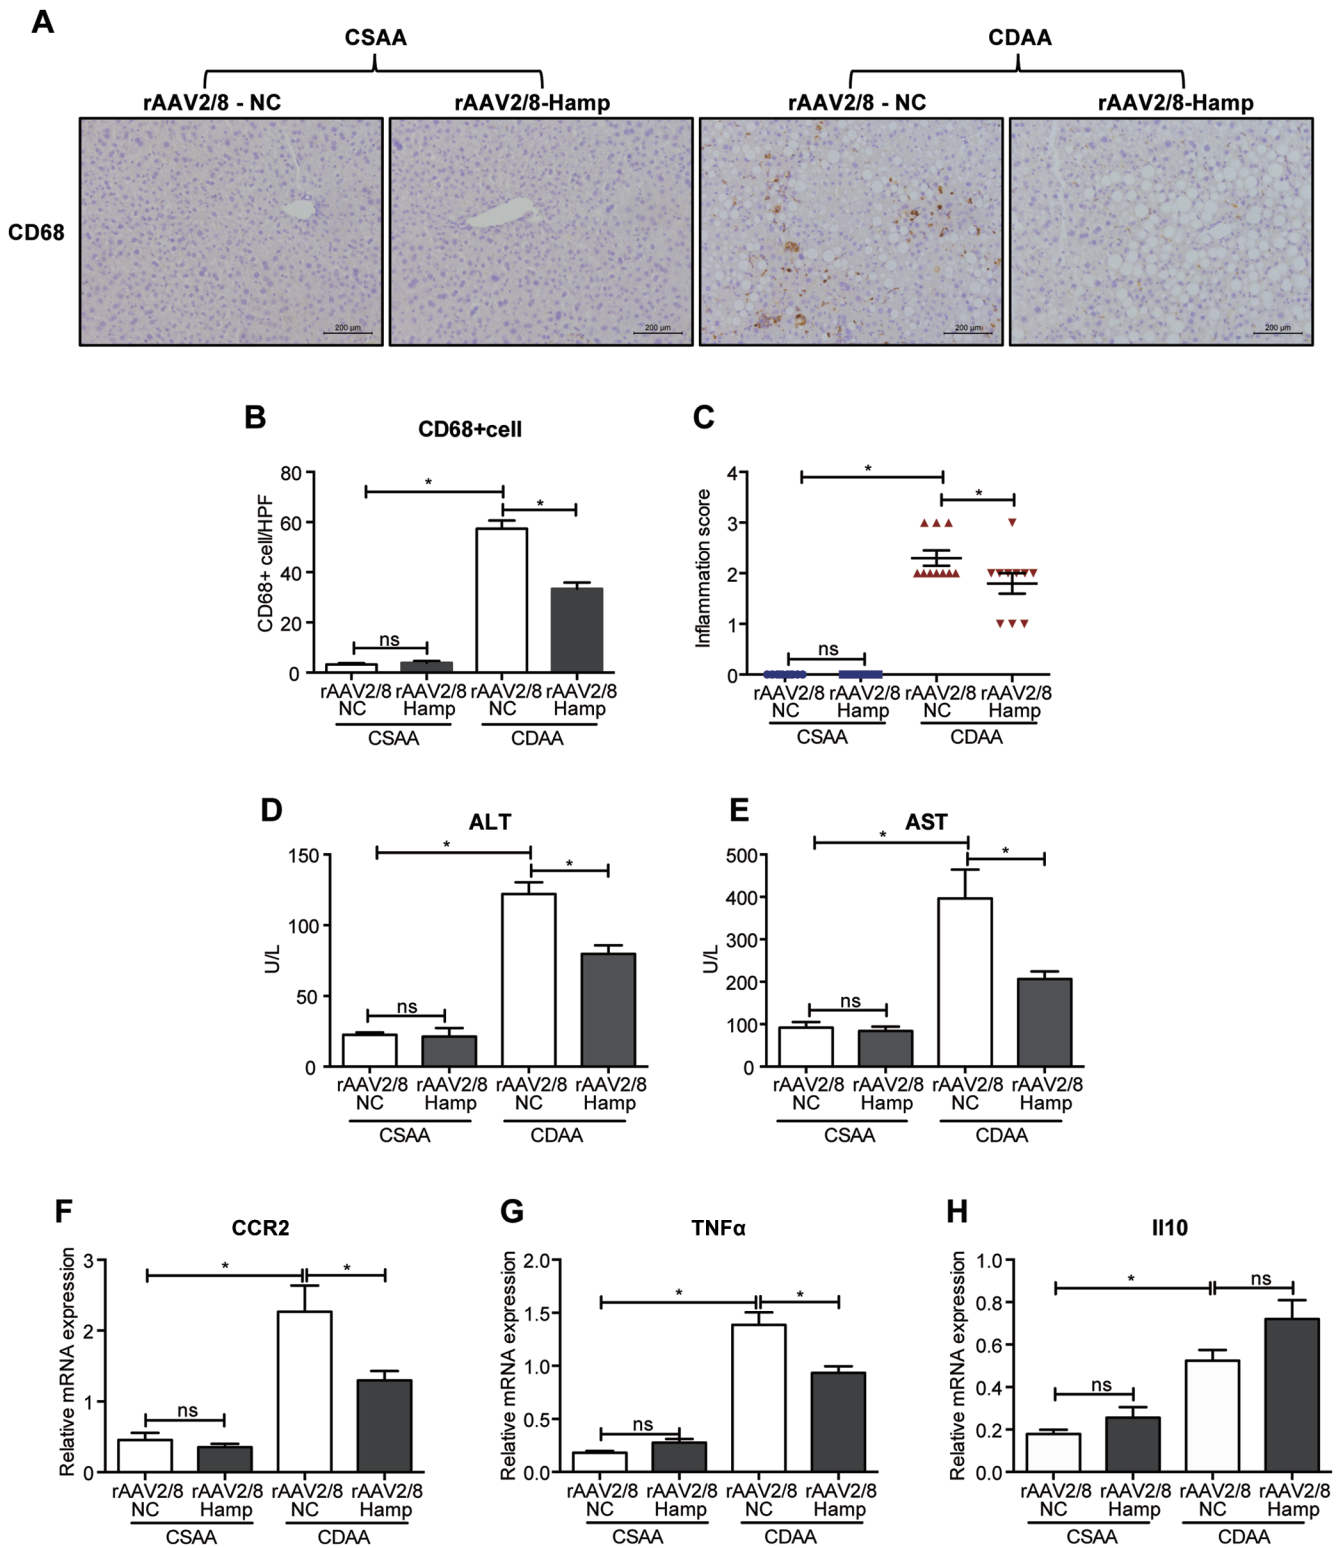 A
CSAA
CDAA
rAAV2/8 - NC
rAAV2/8-Hamp
rAAV2/8 - NC
rAAV2/8-Hamp
CD68
200 µm
200 µm
200 µm
200 µm
B
CD68+cell
CD68+ cell/HPF
80
60
40
20
0
*
*
ns
rAAV2/8 NC
rAAV2/8 Hamp
rAAV2/8 NC
rAAV2/8 Hamp
CSAA
CDAA
C
Inflammation score
4
3
2
1
0
*
*
ns
rAAV2/8 NC
rAAV2/8 Hamp
rAAV2/8 NC
rAAV2/8 Hamp
CSAA
CDAA
D
ALT
U/L
150
100
50
0
*
*
ns
rAAV2/8 NC
rAAV2/8 Hamp
rAAV2/8 NC
rAAV2/8 Hamp
CSAA
CDAA
E
AST
U/L
500
400
300
200
100
0
*
*
ns
rAAV2/8 NC
rAAV2/8 Hamp
rAAV2/8 NC
rAAV2/8 Hamp
CSAA
CDAA
F
CCR2
Relative mRNA expression
3
2
1
0
*
*
ns
rAAV2/8 NC
rAAV2/8 Hamp
rAAV2/8 NC
rAAV2/8 Hamp
CSAA
CDAA
G
TNFα
Relative mRNA expression
2.0
1.5
1.0
0.5
0.0
*
*
ns
rAAV2/8 NC
rAAV2/8 Hamp
rAAV2/8 NC
rAAV2/8 Hamp
CSAA
CDAA
H
Il10
Relative mRNA expression
1.0
0.8
0.6
0.4
0.2
0.0
*
ns
ns
rAAV2/8 NC
rAAV2/8 Hamp
rAAV2/8 NC
rAAV2/8 Hamp
CSAA
CDAA